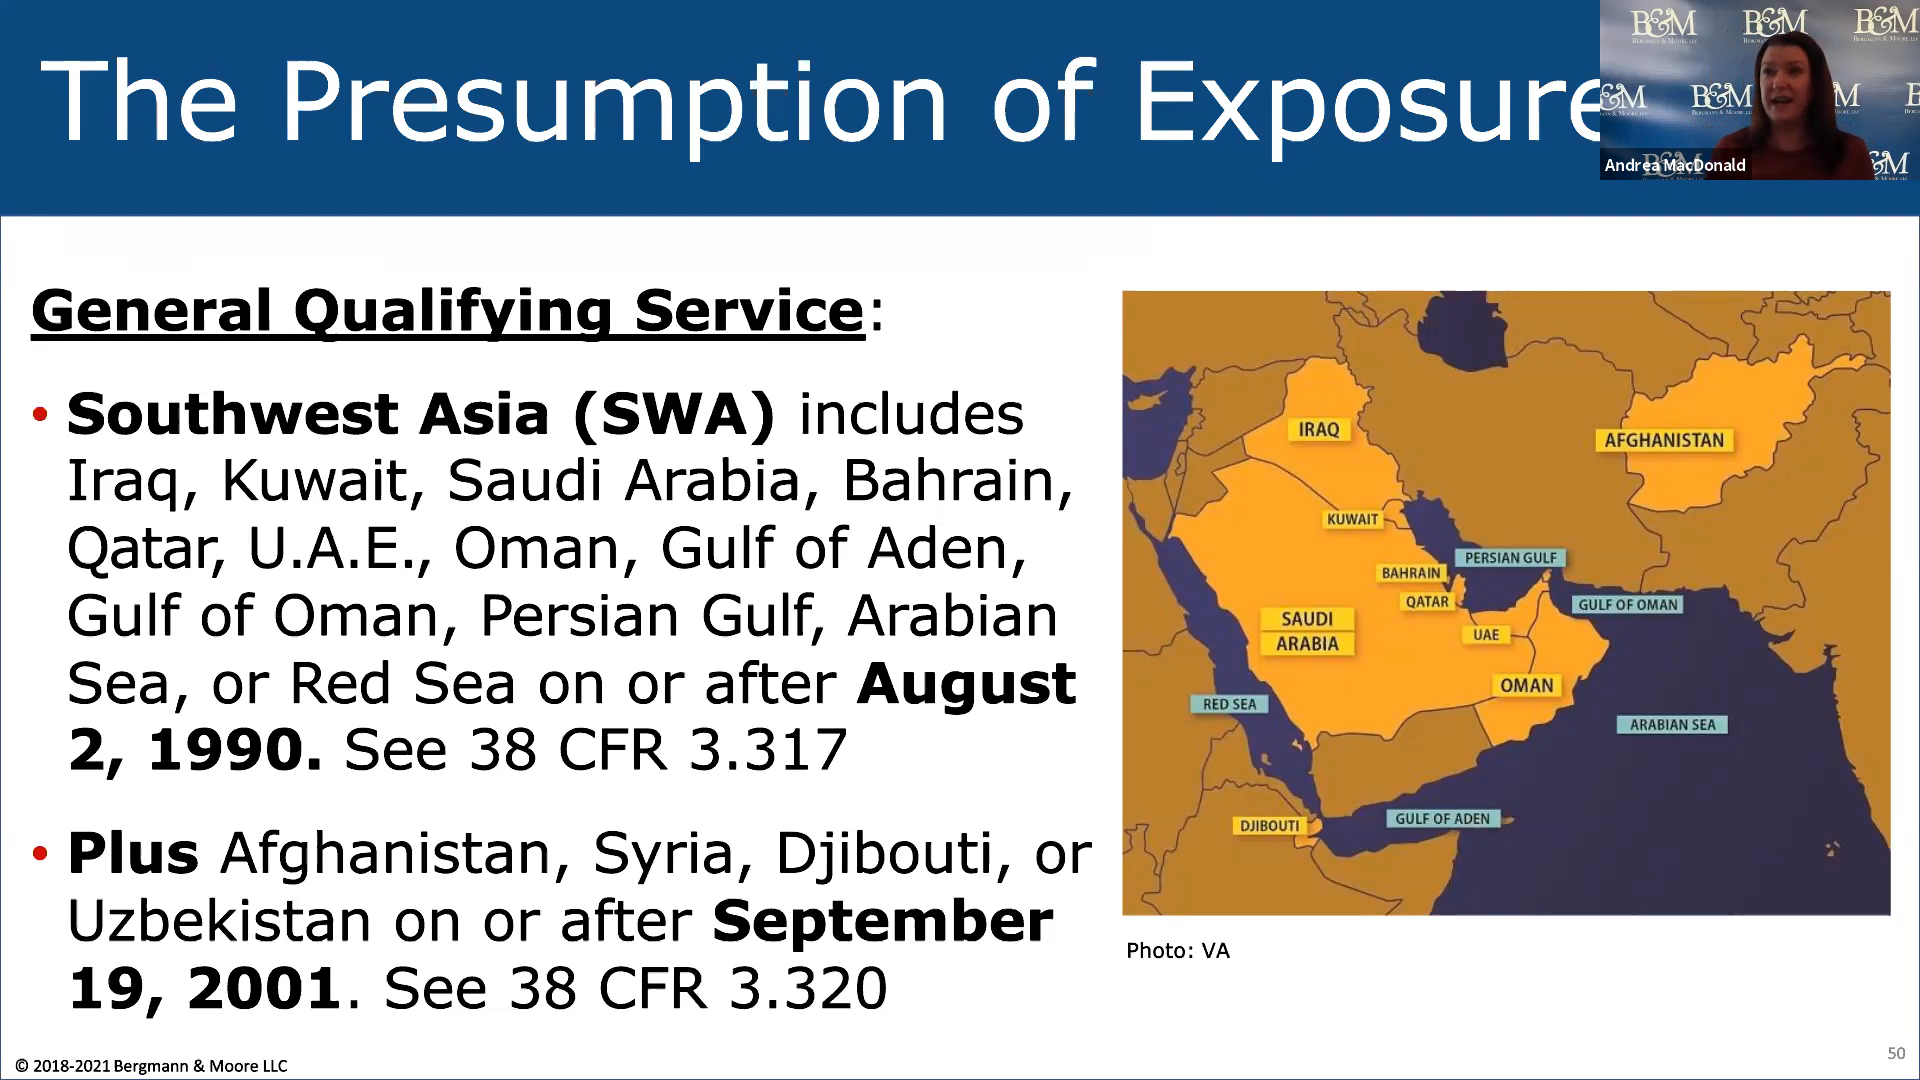 The Presumption of Exposure
B&M B&M B&M
BERGMANN & MOORE LLC
B&M B&M
Andrea MacDonald
General Qualifying Service:
• Southwest Asia (SWA) includes
Iraq, Kuwait, Saudi Arabia, Bahrain,
Qatar, U.A.E., Oman, Gulf of Aden,
Gulf of Oman, Persian Gulf, Arabian
Sea, or Red Sea on or after August
2, 1990. See 38 CFR 3.317
• Plus Afghanistan, Syria, Djibouti, or
Uzbekistan on or after September
19, 2001. See 38 CFR 3.320
IRAQ
AFGHANISTAN
KUWAIT
PERSIAN GULF
BAHRAIN
QATAR
GULF OF OMAN
SAUDI
ARABIA
UAE
OMAN
RED SEA
ARABIAN SEA
GULF OF ADEN
DJIBOUTI
Photo: VA
© 2018-2021 Bergmann & Moore LLC
50